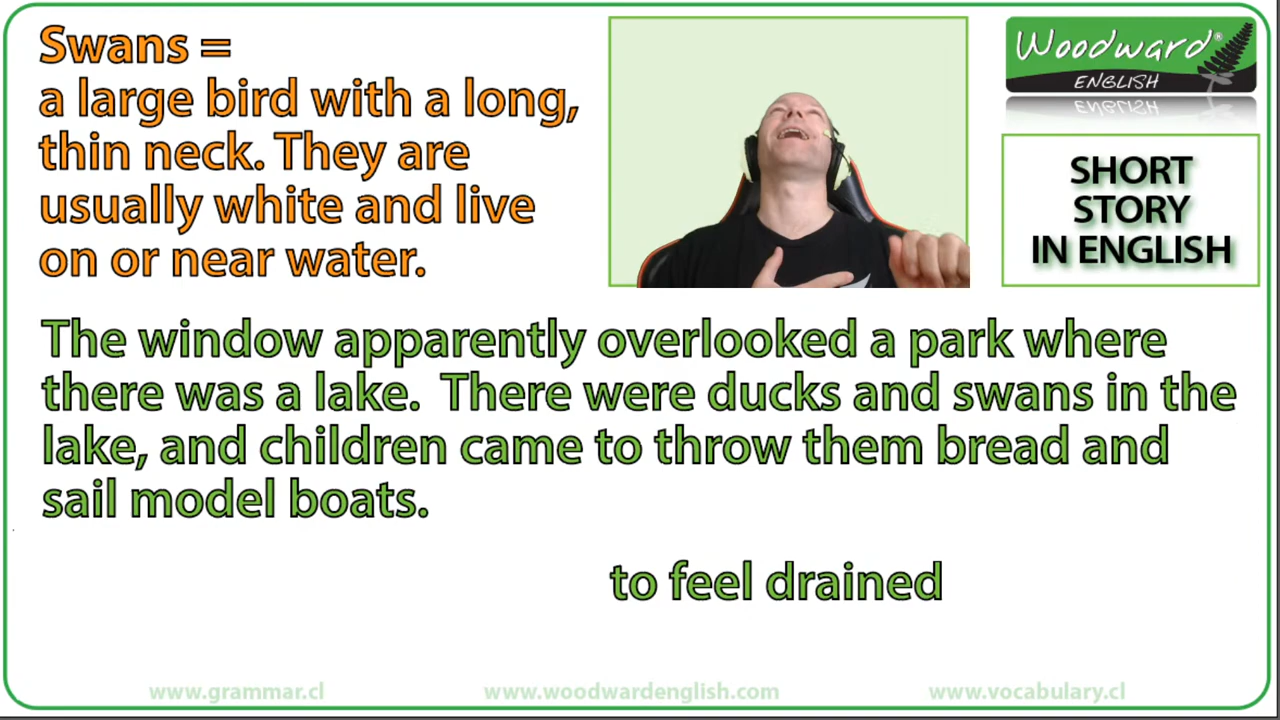 Swans =
a large bird with a long,
thin neck. They are
usually white and live
on or near water.
Woodward®
ENGLISH
SHORT
STORY
IN ENGLISH
The window apparently overlooked a park where
there was a lake.  There were ducks and swans in the
lake, and children came to throw them bread and
sail model boats.
to feel drained
www.grammar.cl
www.woodwardenglish.com
www.vocabulary.cl